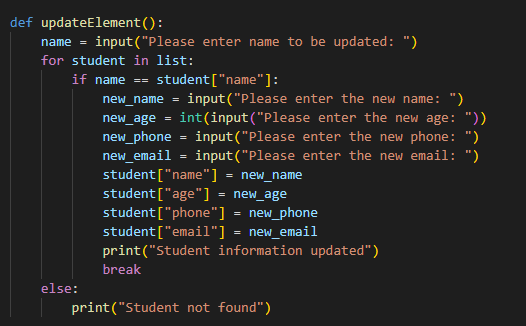 def updateElement():
    name = input("Please enter name to be updated: ")
    for student in list:
        if name == student["name"]:
            new_name = input("Please enter the new name: ")
            new_age = int(input("Please enter the new age: "))
            new_phone = input("Please enter the new phone: ")
            new_email = input("Please enter the new email: ")
            student["name"] = new_name
            student["age"] = new_age
            student["phone"] = new_phone
            student["email"] = new_email
            print("Student information updated")
            break
    else:
        print("Student not found")